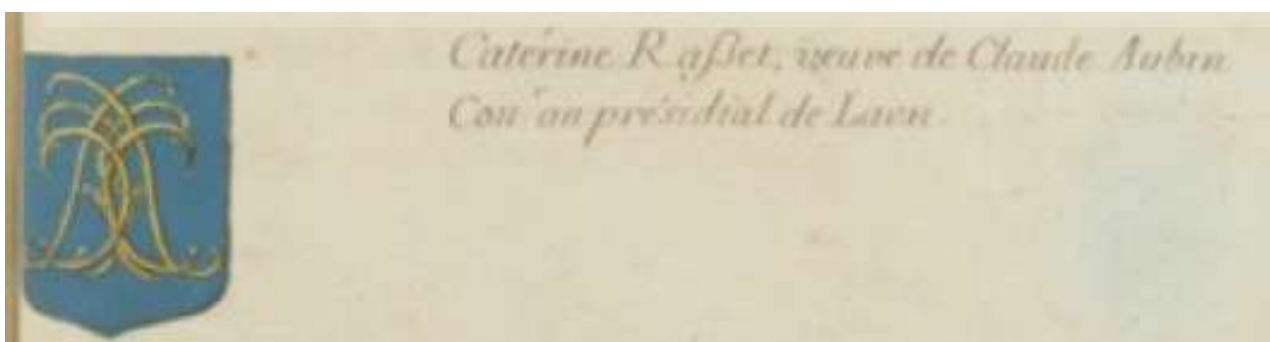 Caterine Raßet, veuve de Claude Aubin
Con.er au présidial de Laon